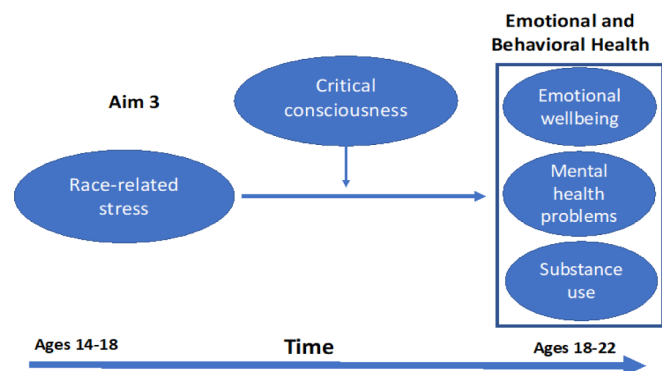 Emotional and
Behavioral Health
Aim 3
Critical
consciousness
Emotional
wellbeing
Race-related
stress
Mental
health
problems
Substance
use
Ages 14-18
Time
Ages 18-22